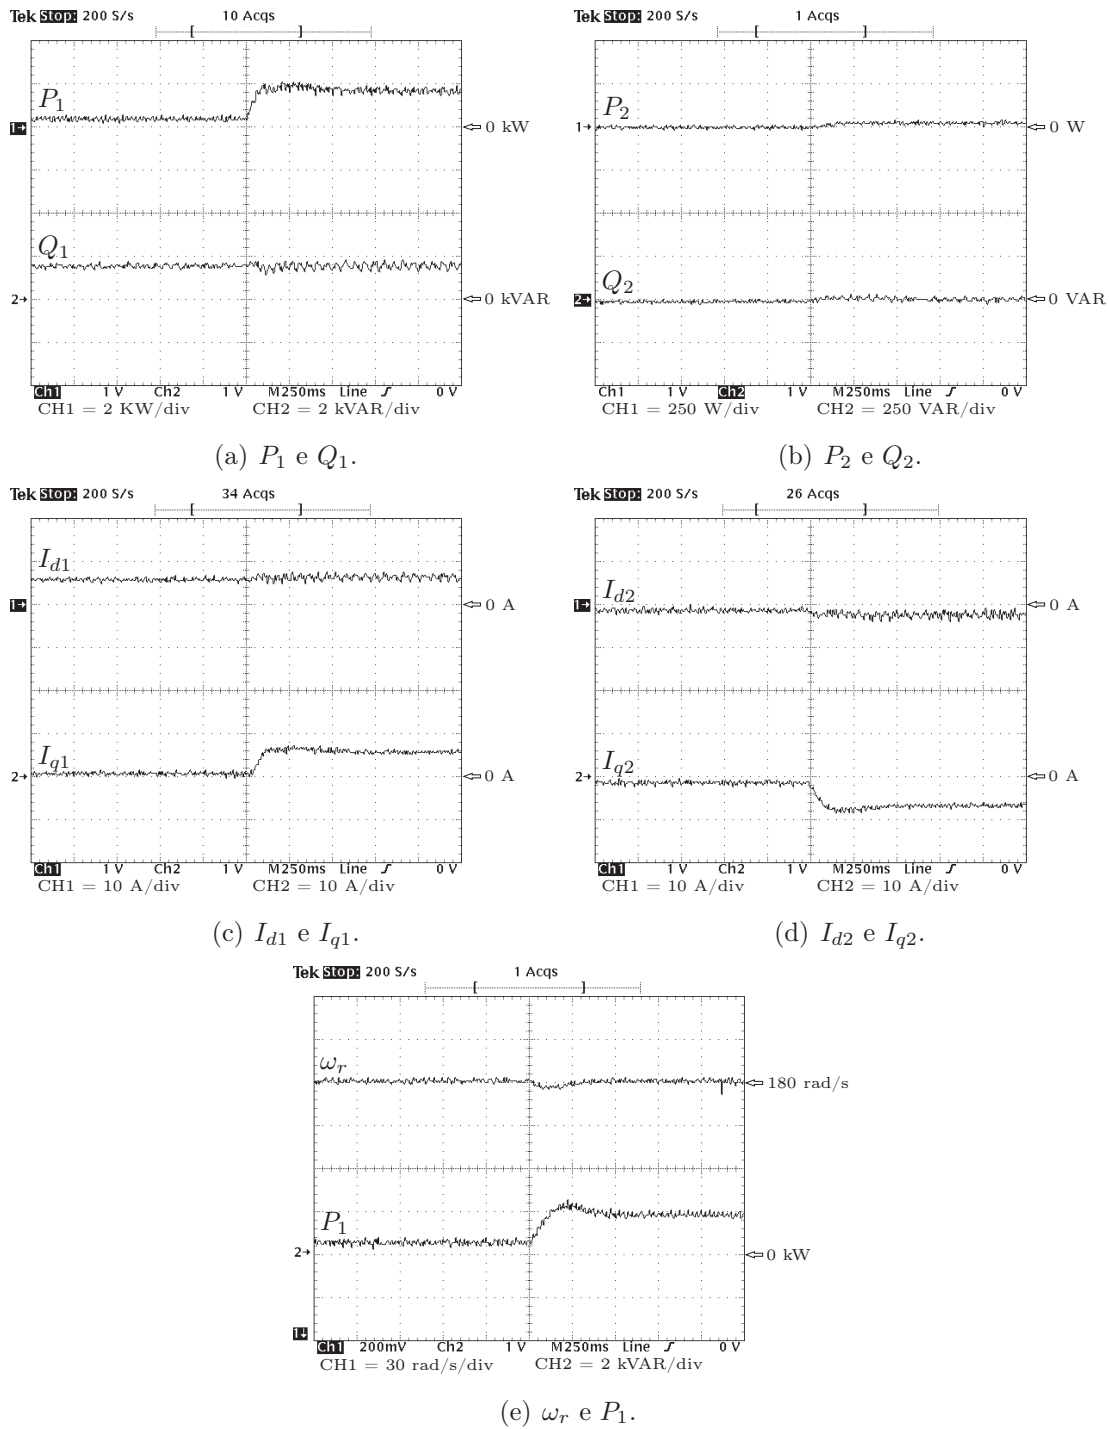 Tek Stop: 200 S/s 10 Acqs
P1
1→ 0 kW
Q1
2→ 0 kVAR
Ch1 1 V Ch2 1 V M250ms Line 0 V
CH1 = 2 KW/div CH2 = 2 kVAR/div
(a) P1 e Q1.
Tek Stop: 200 S/s 1 Acqs
P2
1→ 0 W
Q2
2→ 0 VAR
Ch1 1 V Ch2 1 V M250ms Line 0 V
CH1 = 250 W/div CH2 = 250 VAR/div
(b) P2 e Q2.
Tek Stop: 200 S/s 34 Acqs
Id1
1→ 0 A
Iq1
2→ 0 A
Ch1 1 V Ch2 1 V M250ms Line 0 V
CH1 = 10 A/div CH2 = 10 A/div
(c) Id1 e Iq1.
Tek Stop: 200 S/s 26 Acqs
Id2
1→ 0 A
Iq2
2→ 0 A
Ch1 1 V Ch2 1 V M250ms Line 0 V
CH1 = 10 A/div CH2 = 10 A/div
(d) Id2 e Iq2.
Tek Stop: 200 S/s 1 Acqs
ωr
180 rad/s
P1
2→ 0 kW
1↓
Ch1 200mV Ch2 1 V M250ms Line 0 V
CH1 = 30 rad/s/div CH2 = 2 kVAR/div
(e) ωr e P1.